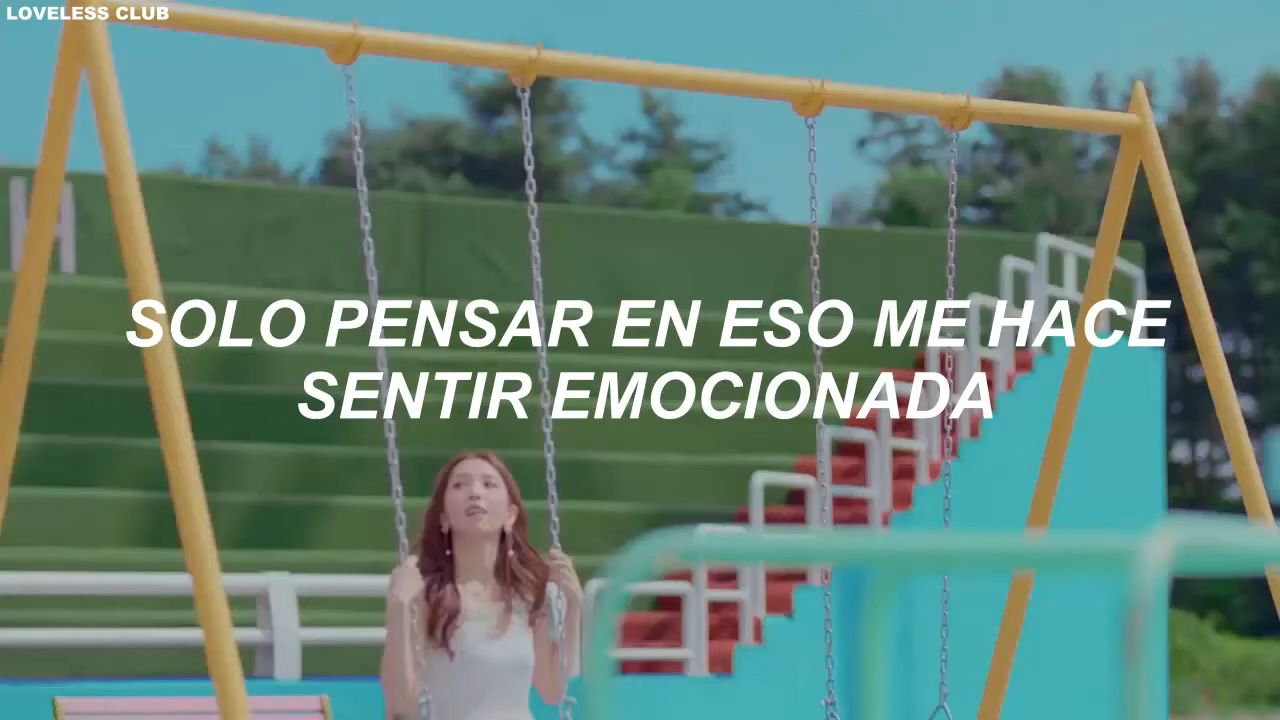 LOVELESS CLUB
SOLO PENSAR EN ESO ME HACE
SENTIR EMOCIONADA